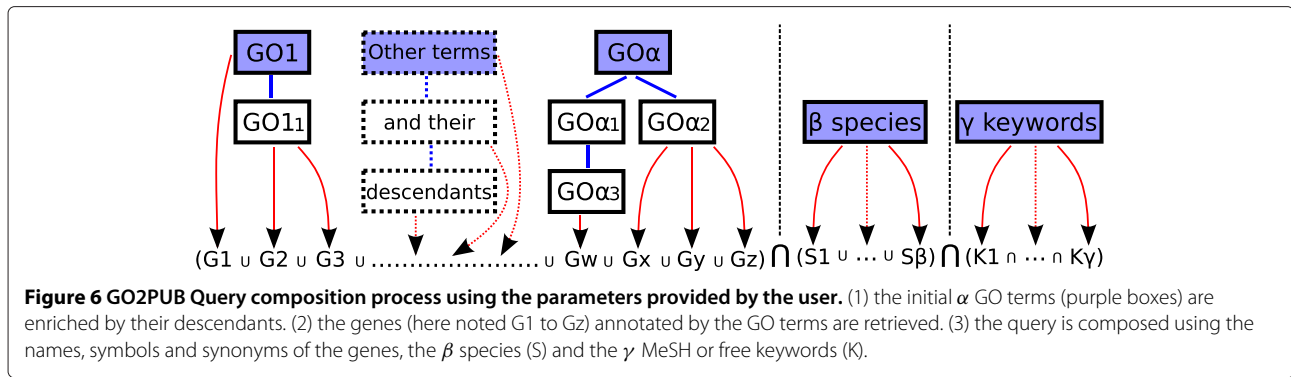 GO1 Other terms GOα
GO1₁ and their GOα1 GOα2 β species γ keywords
descendants GOα3
(G1 ∪ G2 ∪ G3 ∪ ....................... ∪ Gw ∪ Gx ∪ Gy ∪ Gz) ⋂ (S1 ∪ ... ∪ Sβ) ⋂ (K1 ∩ ... ∩ Kγ)
Figure 6 GO2PUB Query composition process using the parameters provided by the user. (1) the initial α GO terms (purple boxes) are
enriched by their descendants. (2) the genes (here noted G1 to Gz) annotated by the GO terms are retrieved. (3) the query is composed using the
names, symbols and synonyms of the genes, the β species (S) and the γ MeSH or free keywords (K).